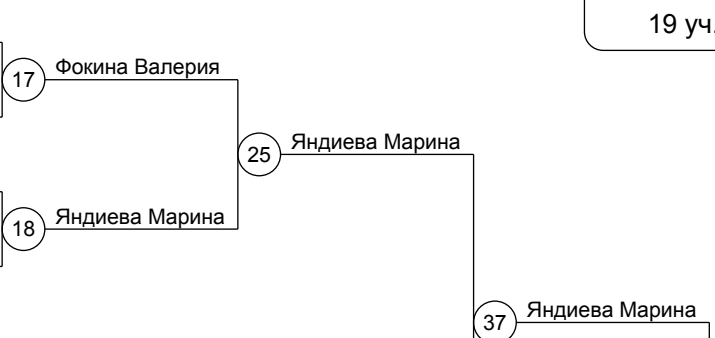 19 уч.
17 Фокина Валерия
25 Яндиева Марина
18 Яндиева Марина
37 Яндиева Марина